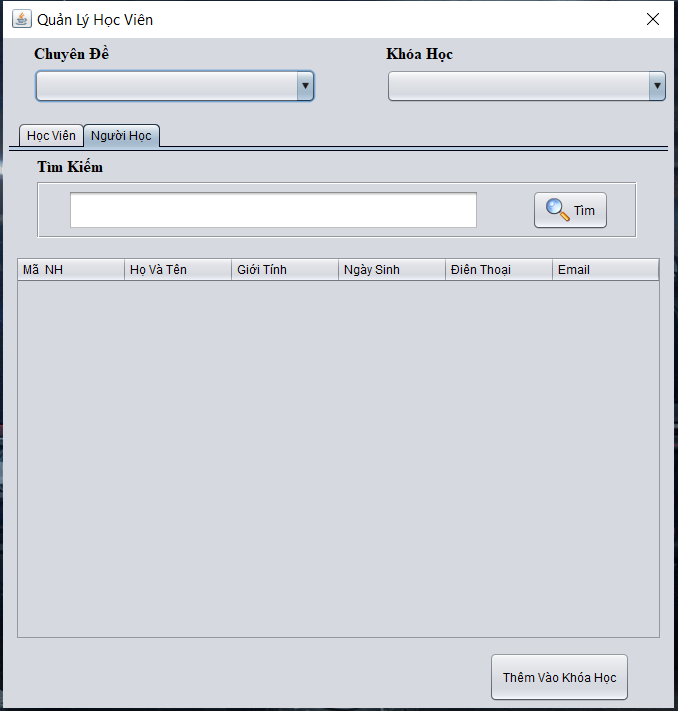 Quản Lý Học Viên
Chuyên Đề Khóa Học
Học Viên Người Học
Tìm Kiếm
Tìm
Mã NH Họ Và Tên Giới Tính Ngày Sinh Điên Thoại Email
Thêm Vào Khóa Học